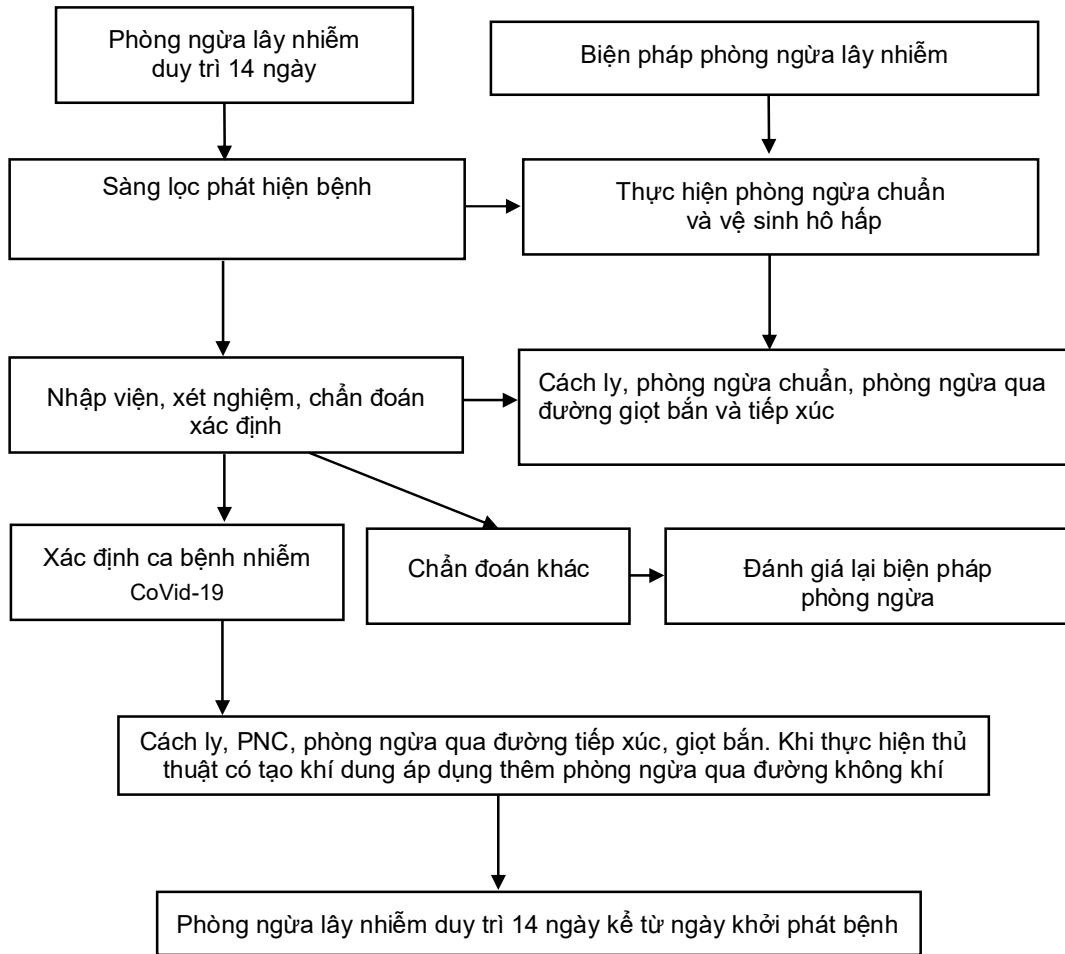 Phòng ngừa lây nhiễm
duy trì 14 ngày
Biện pháp phòng ngừa lây nhiễm
Sàng lọc phát hiện bệnh
Thực hiện phòng ngừa chuẩn
và vệ sinh hô hấp
Nhập viện, xét nghiệm, chẩn đoán
xác định
Cách ly, phòng ngừa chuẩn, phòng ngừa qua
đường giọt bắn và tiếp xúc
Xác định ca bệnh nhiễm
CoVid-19
Chẩn đoán khác
Đánh giá lại biện pháp
phòng ngừa
Cách ly, PNC, phòng ngừa qua đường tiếp xúc, giọt bắn. Khi thực hiện thủ
thuật có tạo khí dung áp dụng thêm phòng ngừa qua đường không khí
Phòng ngừa lây nhiễm duy trì 14 ngày kể từ ngày khởi phát bệnh